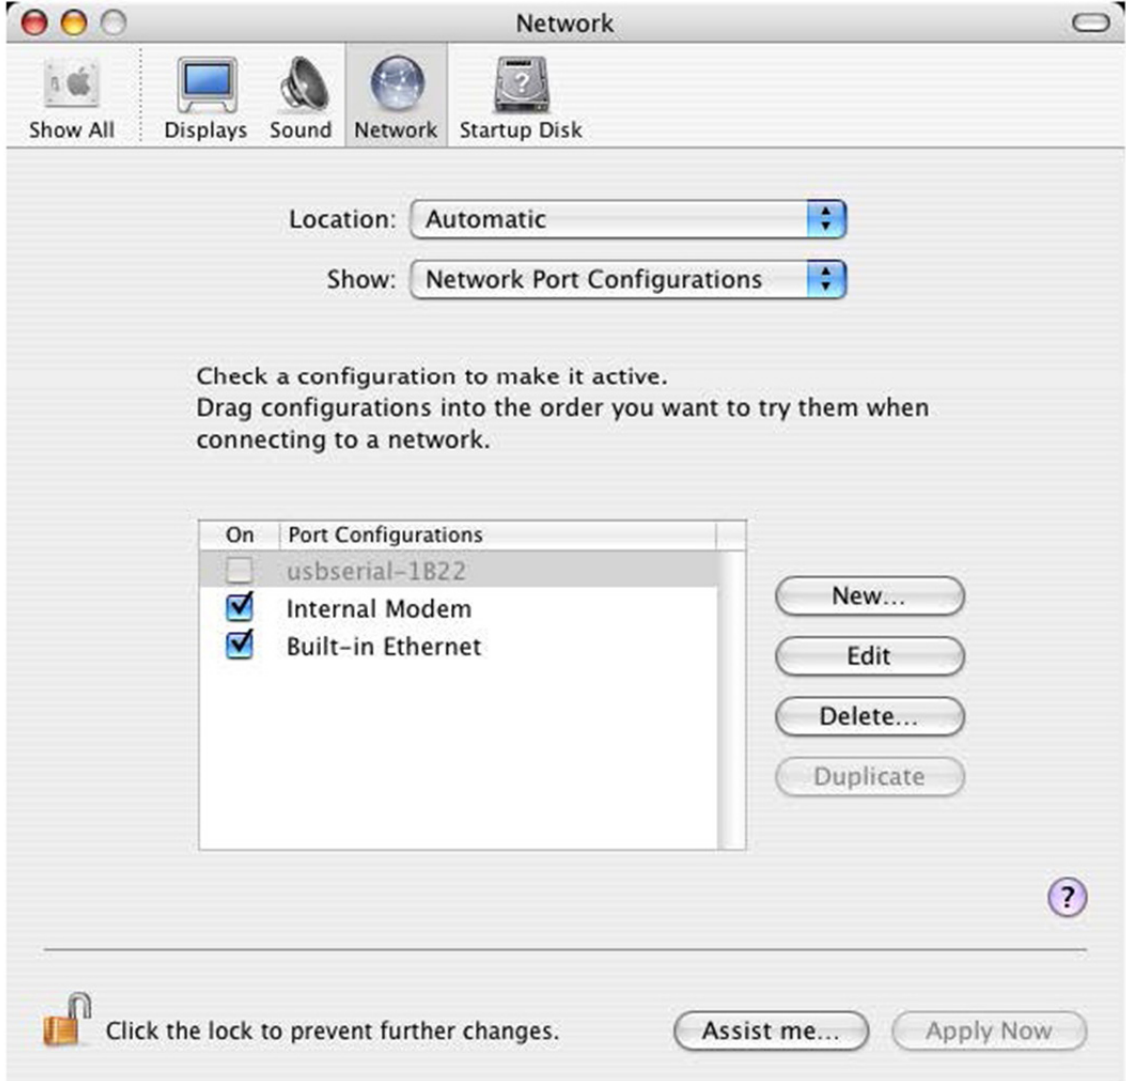 Network
Show All
Displays
Sound
Network
Startup Disk
Location: Automatic
Show: Network Port Configurations
Check a configuration to make it active.
Drag configurations into the order you want to try them when
connecting to a network.
On Port Configurations
usbserial-1B22
Internal Modem
Built-in Ethernet
New...
Edit
Delete...
Duplicate
?
Click the lock to prevent further changes.
Assist me...
Apply Now